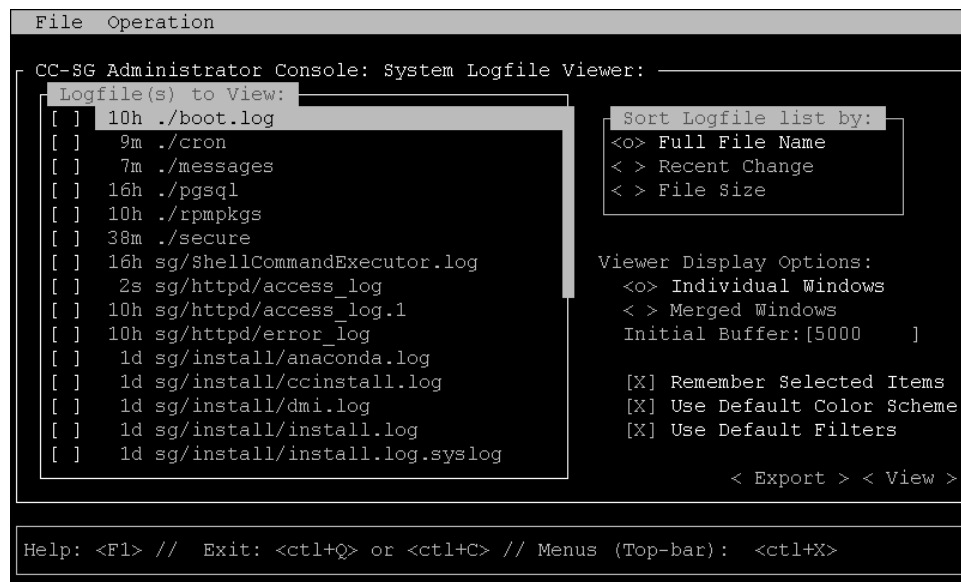 File  Operation
CC-SG Administrator Console: System Logfile Viewer:
Logfile(s) to View:
[ ]  10h ./boot.log
[ ]   9m ./cron
[ ]   7m ./messages
[ ]  16h ./pgsql
[ ]  10h ./rpmpkgs
[ ]  38m ./secure
[ ]  16h sg/ShellCommandExecutor.log
[ ]   2s sg/httpd/access_log
[ ]  10h sg/httpd/access_log.1
[ ]  10h sg/httpd/error_log
[ ]   1d sg/install/anaconda.log
[ ]   1d sg/install/ccinstall.log
[ ]   1d sg/install/dmi.log
[ ]   1d sg/install/install.log
[ ]   1d sg/install/install.log.syslog
Sort Logfile list by:
<o> Full File Name
< > Recent Change
< > File Size
Viewer Display Options:
<o> Individual Windows
< > Merged Windows
Initial Buffer:[5000    ]
[X] Remember Selected Items
[X] Use Default Color Scheme
[X] Use Default Filters
< Export > < View >
Help: <F1> //  Exit: <ctl+Q> or <ctl+C> // Menus (Top-bar):  <ctl+X>